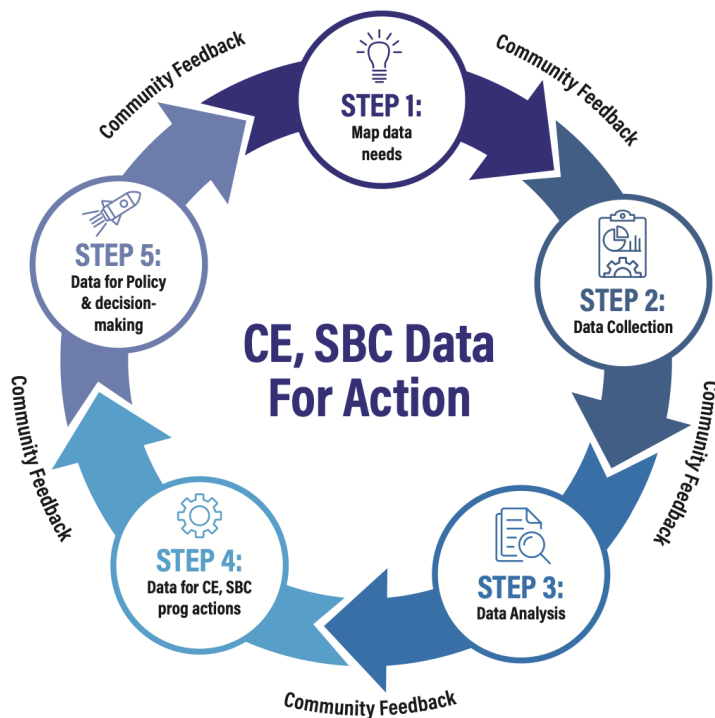 Community Feedback
STEP 1:
Map data
needs
Community Feedback
STEP 2:
Data Collection
Community Feedback
STEP 3:
Data Analysis
Community Feedback
STEP 4:
Data for CE, SBC
prog actions
Community Feedback
STEP 5:
Data for Policy
& decision-
making
CE, SBC Data
For Action